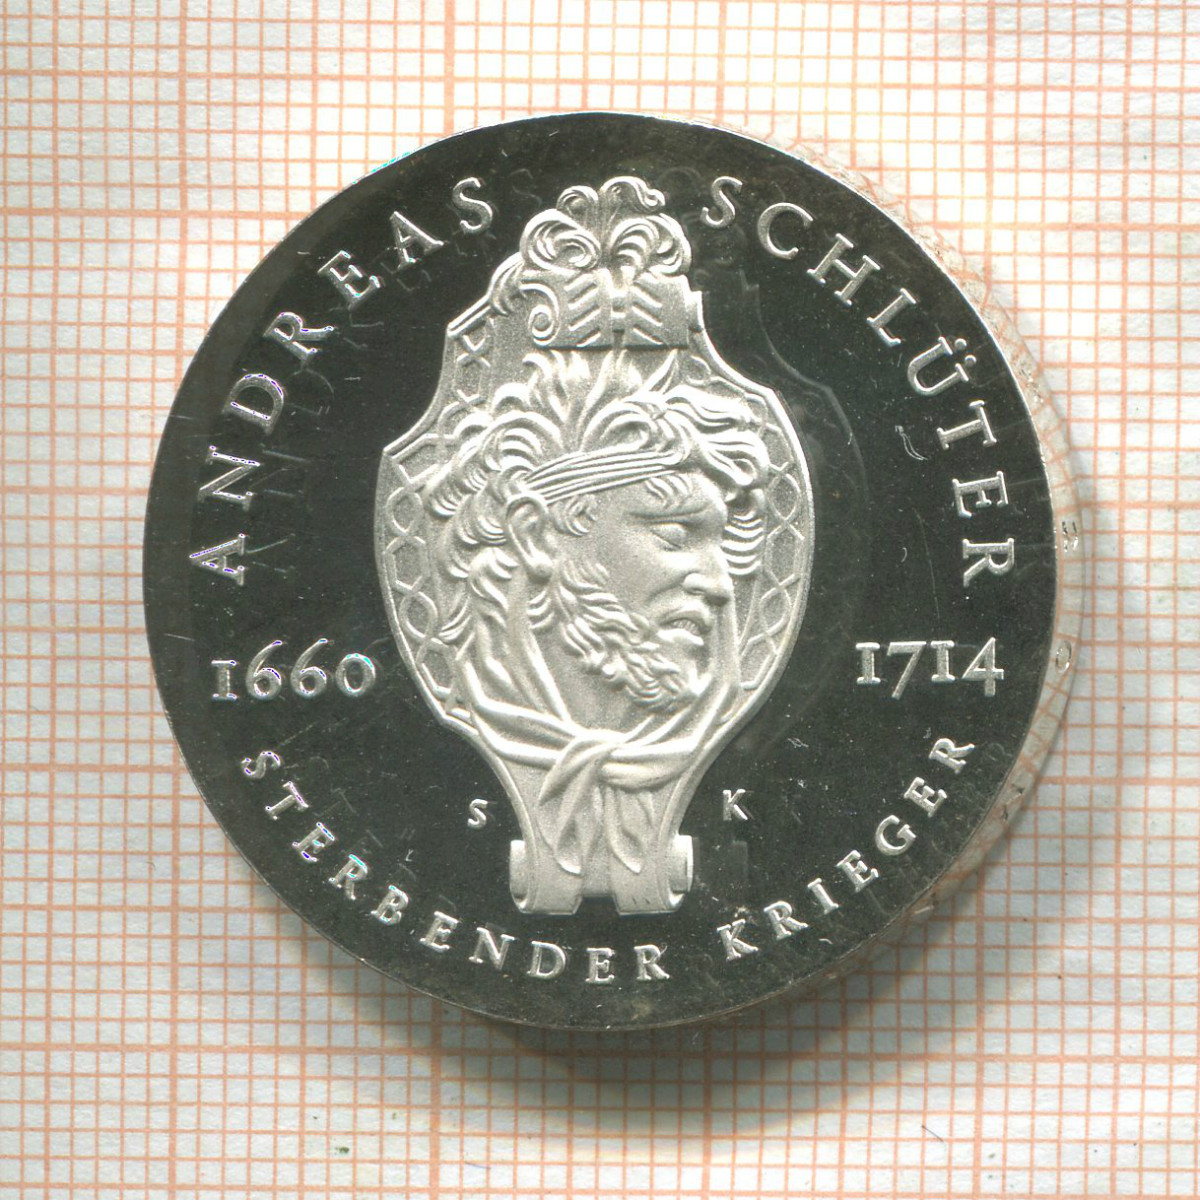 ANDREAS SCHLÜTER
1660 1714
S K
STERBENDER KRIEGER